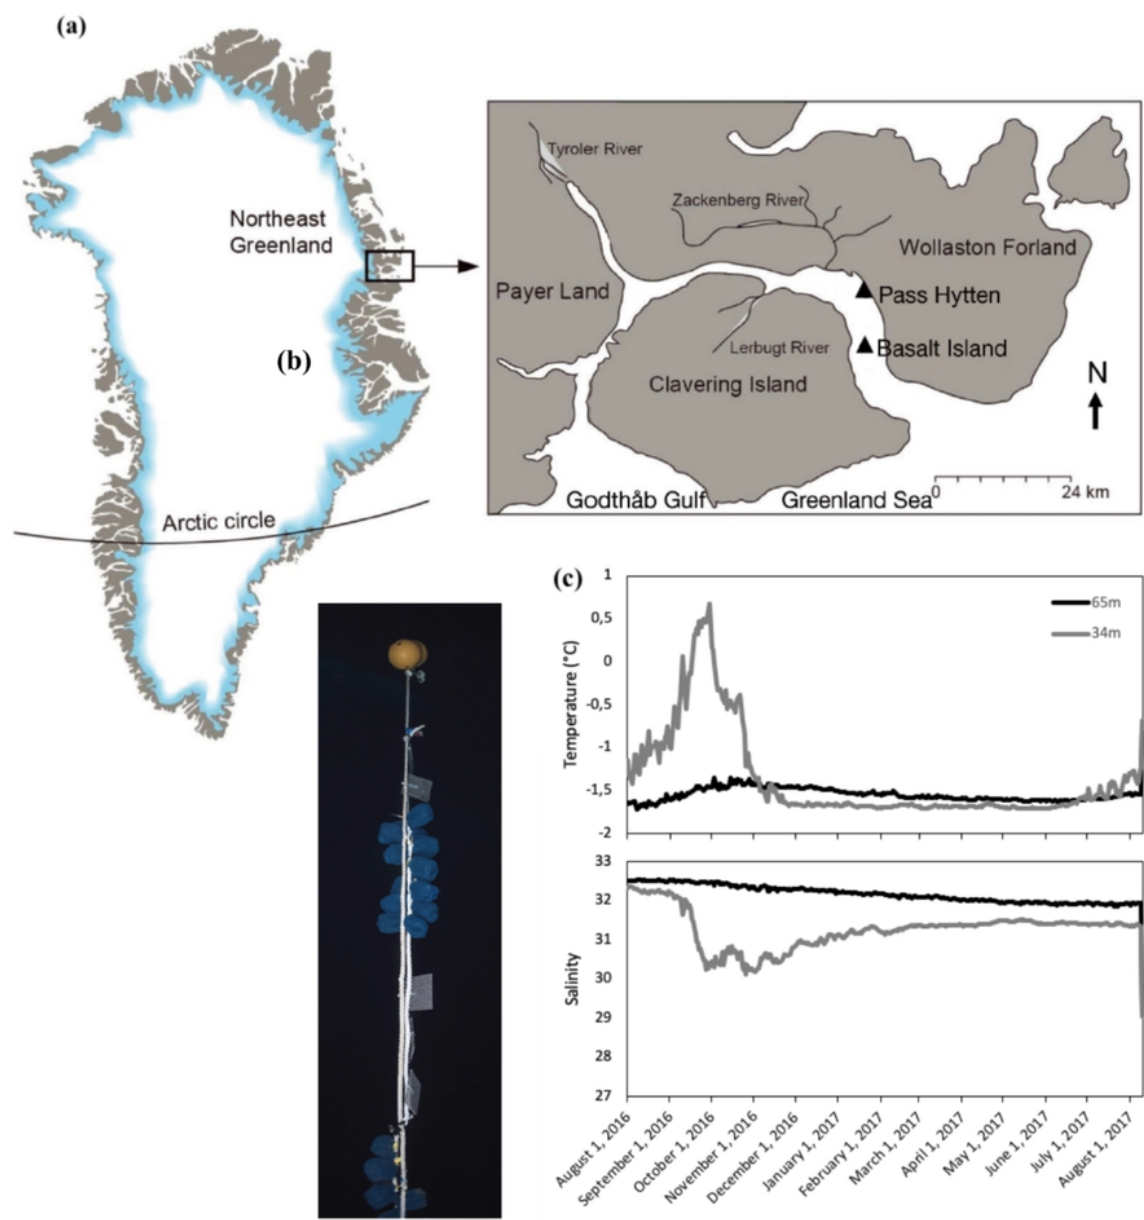 (a)
Northeast
Greenland
(b)
Arctic circle
Tyroler River
Zackenberg River
Wollaston Forland
Payer Land
Pass Hytten
Lerbugt River
Basalt Island
Clavering Island
N
Godthåb Gulf
Greenland Sea
0
24 km
(c)
1
0,5
0
-0,5
-1
-1,5
-2
Temperature (°C)
65m
34m
33
32
31
30
29
28
27
Salinity
August 1, 2016
September 1, 2016
October 1, 2016
November 1, 2016
December 1, 2016
January 1, 2017
February 1, 2017
March 1, 2017
April 1, 2017
May 1, 2017
June 1, 2017
July 1, 2017
August 1, 2017